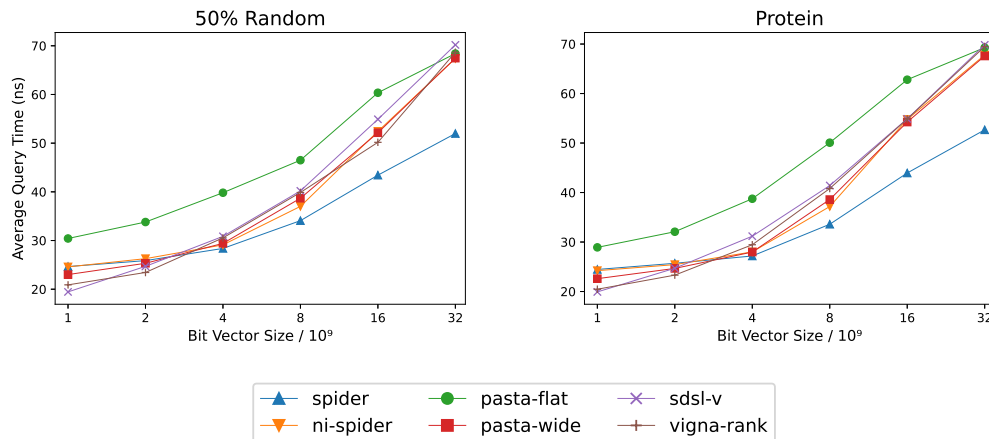 50% Random
Protein
Average Query Time (ns)
70
60
50
40
30
20
1 2 4 8 16 32
Bit Vector Size / 10⁹
70
60
50
40
30
20
1 2 4 8 16 32
Bit Vector Size / 10⁹
spider pasta-flat sdsl-v
ni-spider pasta-wide vigna-rank